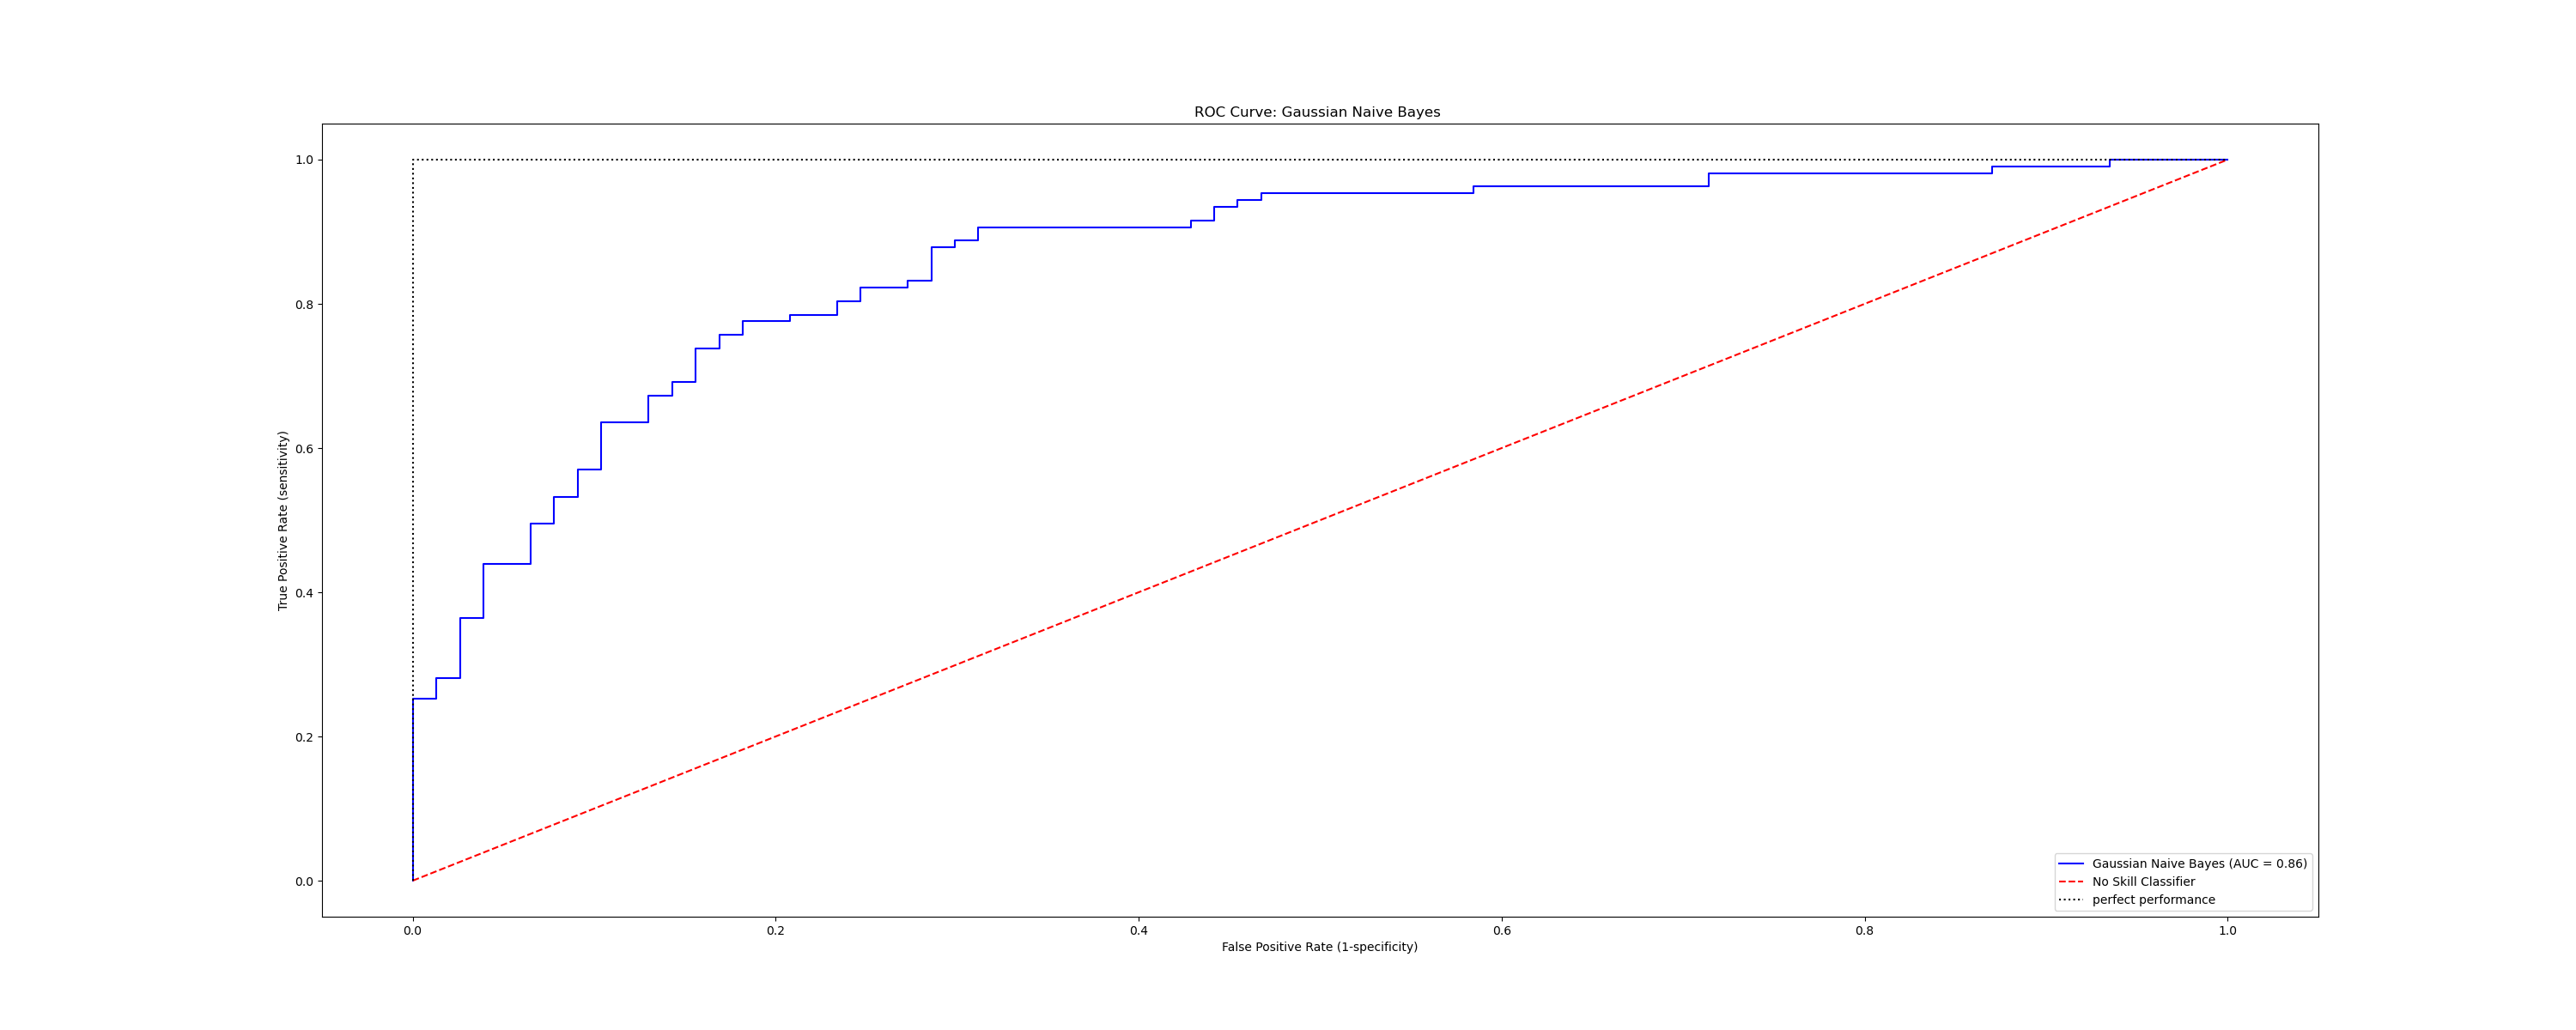 ROC Curve: Gaussian Naive Bayes
1.0
0.8
0.6
0.4
0.2
0.0
True Positive Rate (sensitivity)
0.0
0.2
0.4
0.6
0.8
1.0
False Positive Rate (1-specificity)
Gaussian Naive Bayes (AUC = 0.86)
No Skill Classifier
perfect performance